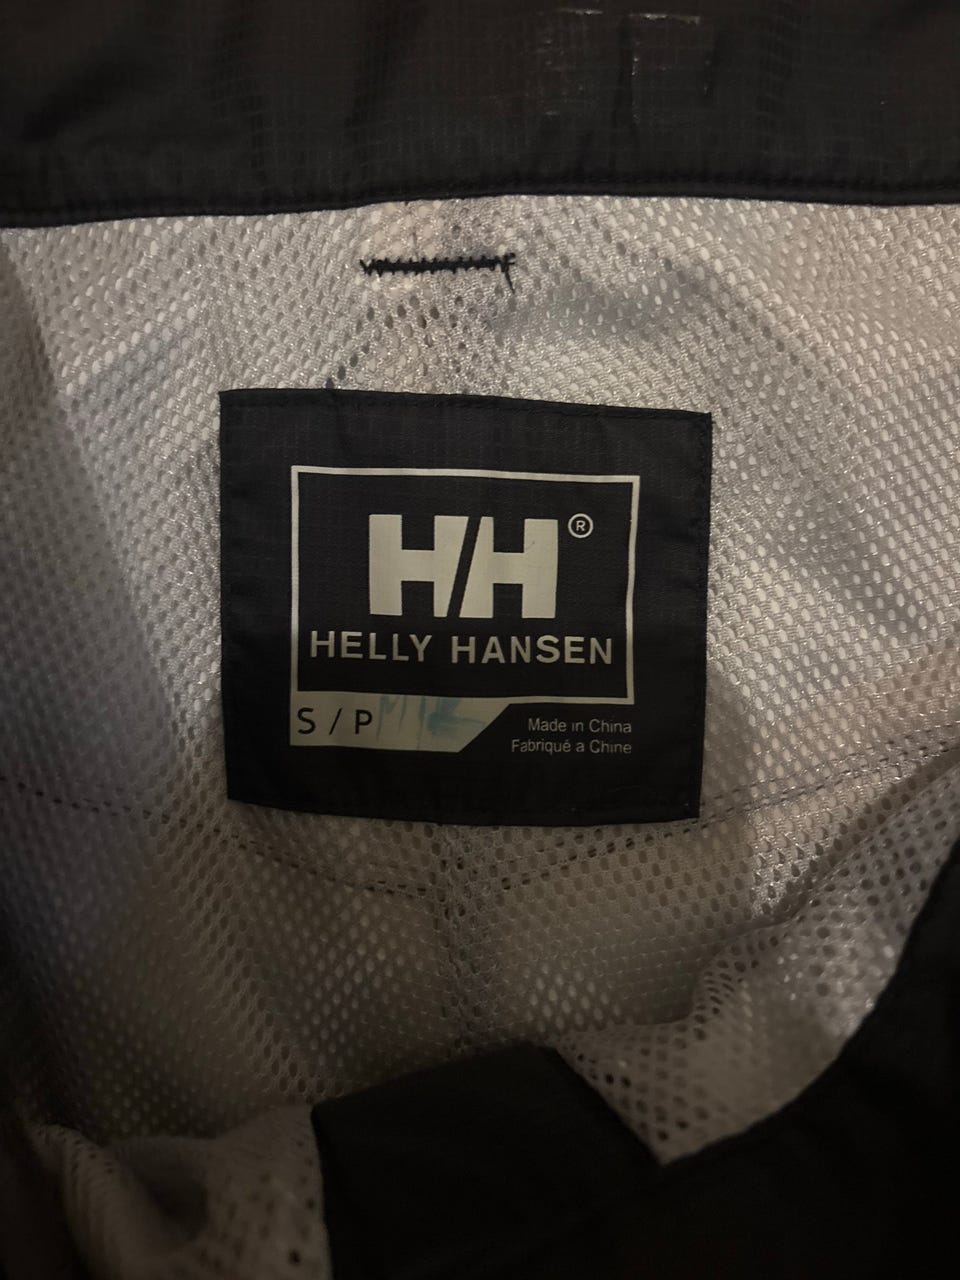 HH®
HELLY HANSEN
S / P
Made in China
Fabriqué a Chine